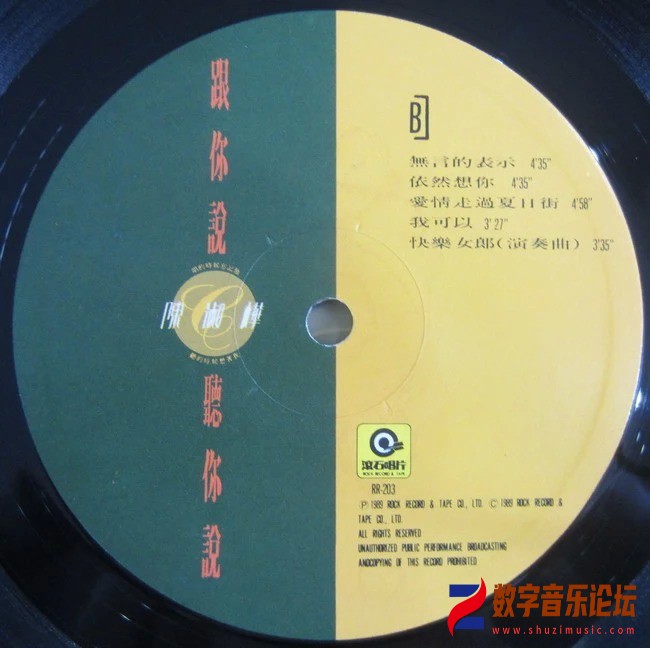 跟你說
陳淑樺
聽你說
B
無言的表示 4'35"
依然想你 4'35"
愛情走過夏日街 4'58"
我可以 3'27"
快樂女郎(演奏曲) 3'35"
滾石唱片
RR-203
Ⓟ 1989 ROCK RECORD & TAPE CO., LTD. Ⓒ 1989 ROCK RECORD &
TAPE CO., LTD.
ALL RIGHTS RESERVED
UNAUTHORIZED PUBLIC PERFORMANCE BROADCASTING
ANDCOPYING OF THIS RECORD PROHIBITED
数字音乐论坛
www.shuzimusic.com